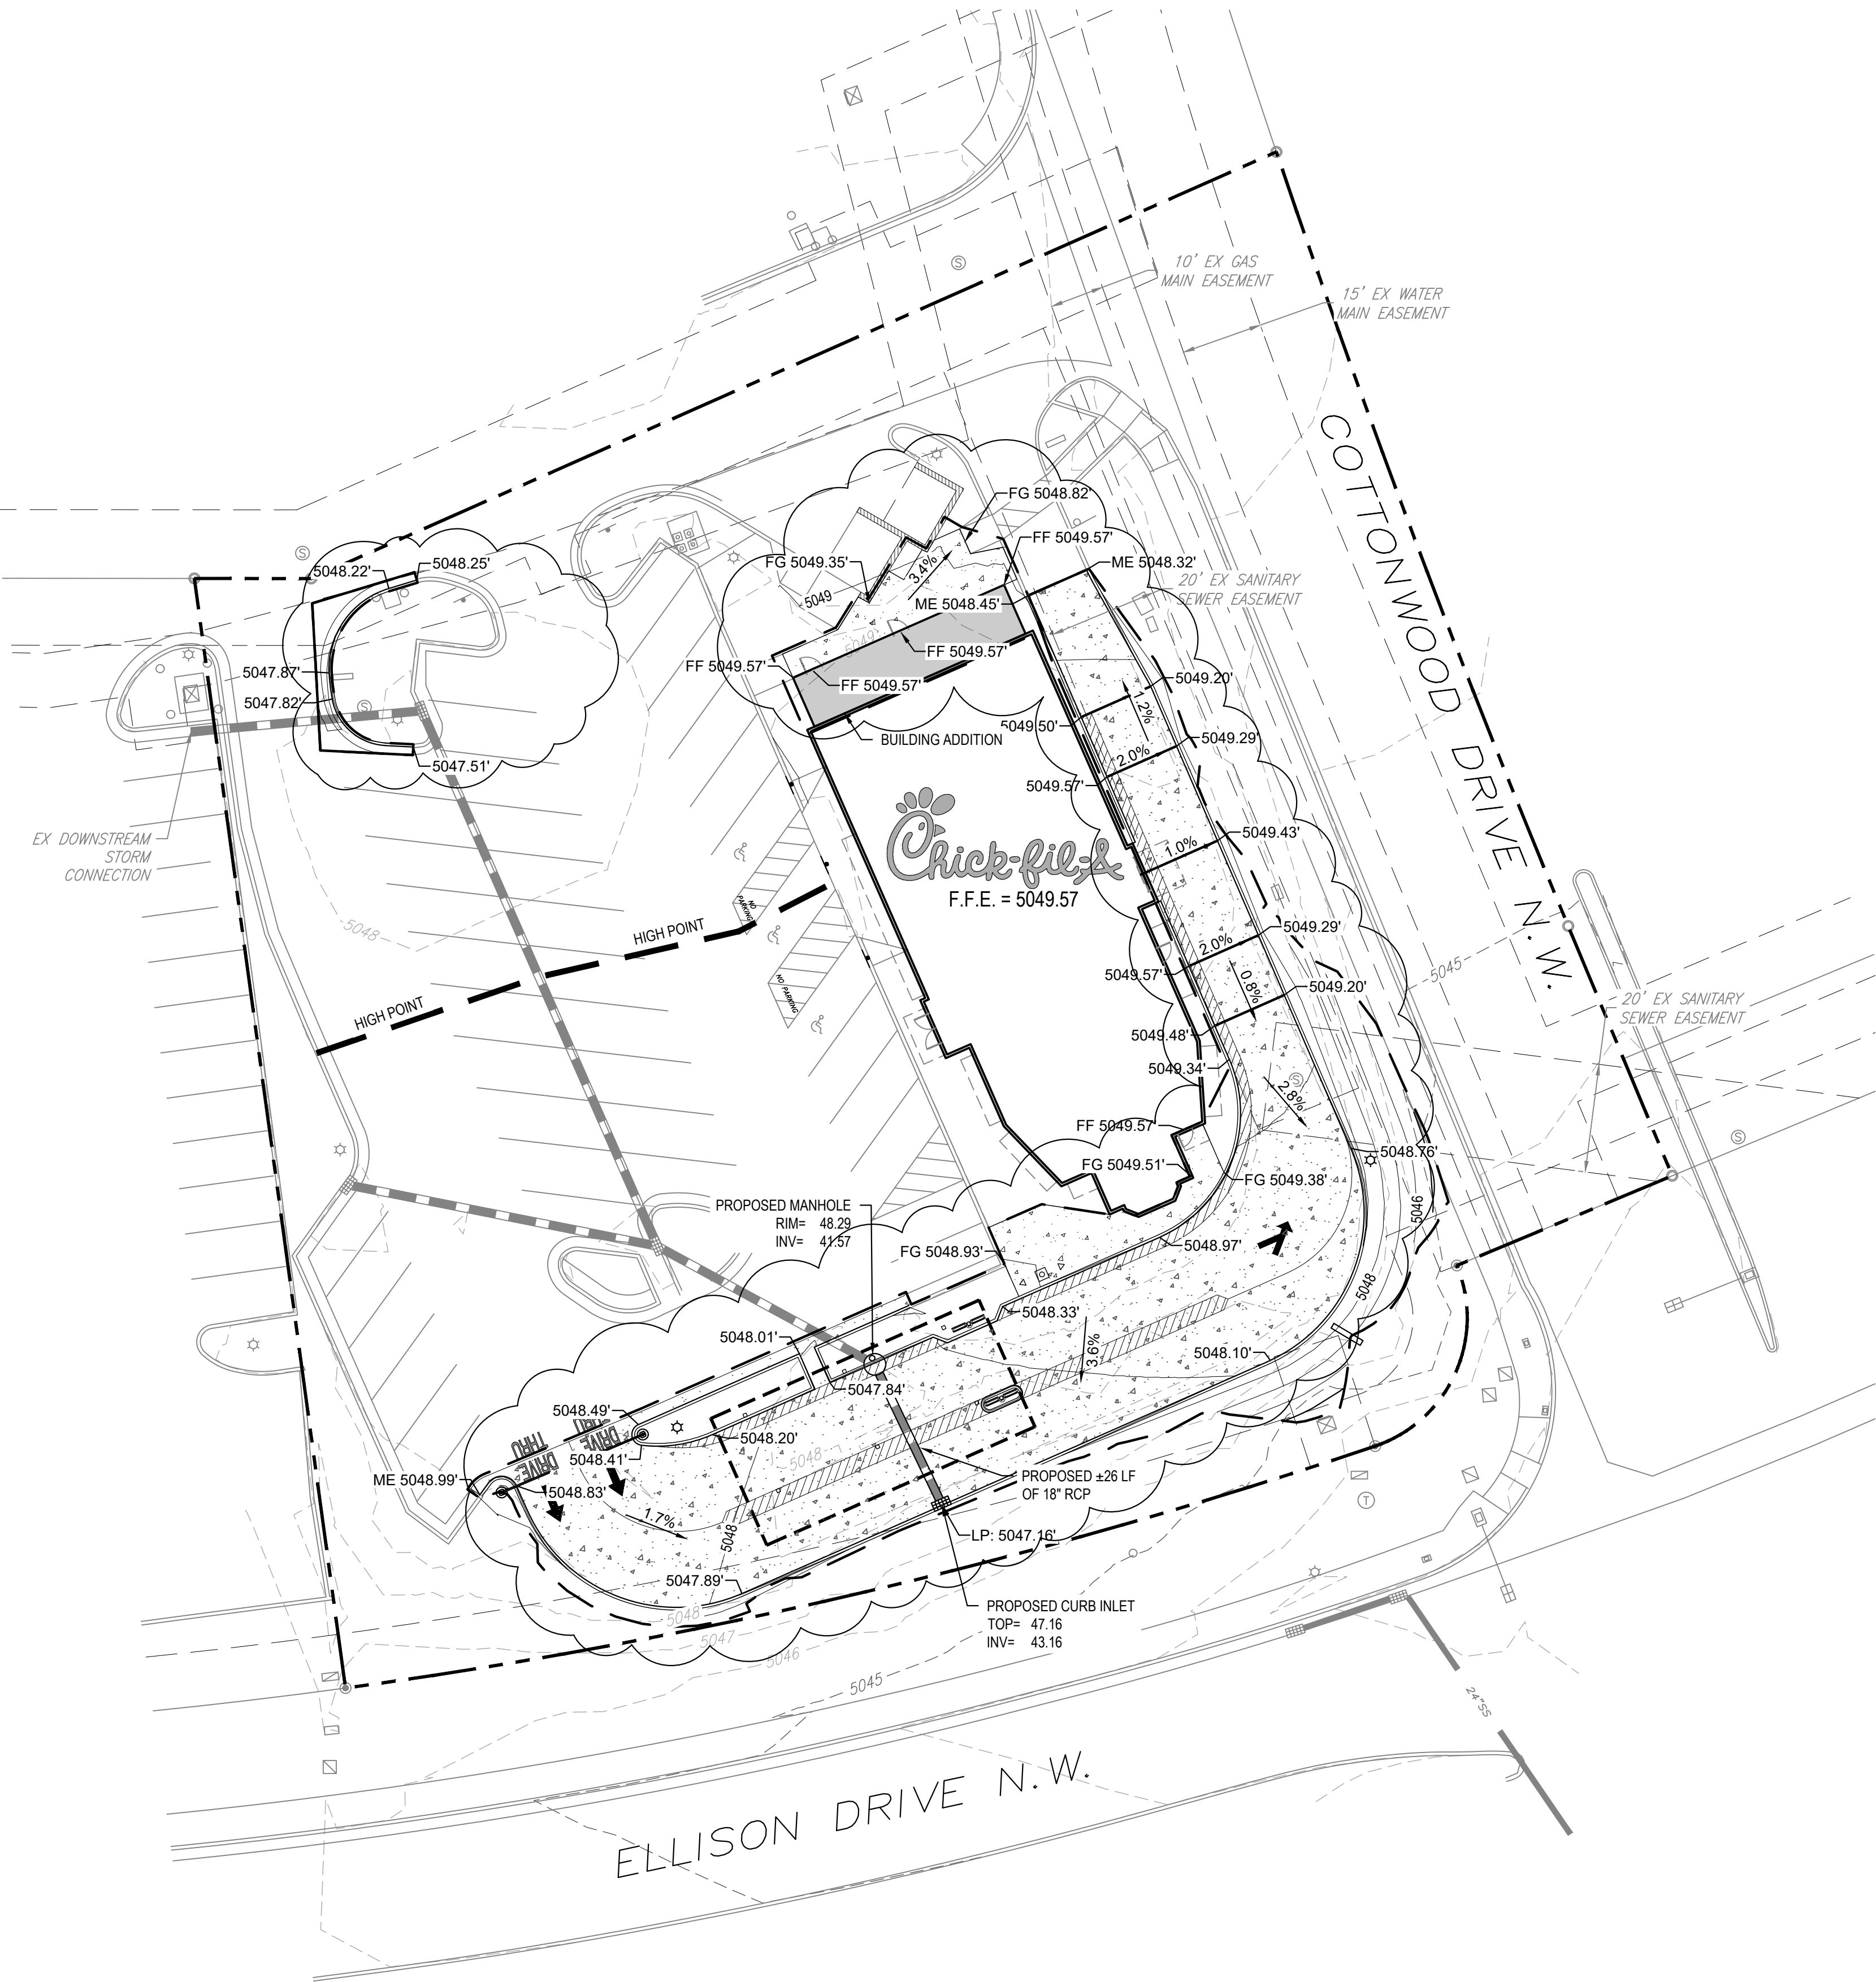 10' EX GAS
MAIN EASEMENT
15' EX WATER
MAIN EASEMENT
COTTONWOOD DRIVE N.W.
S
S
FG 5048.82'
FF 5049.57'
ME 5048.32'
5048.22'
5048.25'
FG 5049.35'
3.4%
20' EX SANITARY
SEWER EASEMENT
5049
ME 5048.45'
5049
FF 5049.57'
FF 5049.57'
5047.87'
FF 5049.57'
5049.20'
5047.82'
S
1.2%
5049.50'
5049.29'
BUILDING ADDITION
2.0%
5047.51'
5049.57'
EX DOWNSTREAM
STORM
CONNECTION
Chick-fil-A
5049.43'
1.0%
F.F.E. = 5049.57
NO
PARKING
5048
HIGH POINT
5049.29'
2.0%
5049.57'
5045
0.8%
NO PARKING
5049.20'
20' EX SANITARY
SEWER EASEMENT
HIGH POINT
5049.48'
5049.34'
S
2.8%
FF 5049.57'
S
5048.76'
FG 5049.51'
FG 5049.38'
PROPOSED MANHOLE
RIM= 48.29
INV= 41.57
5046
FG 5048.93'
5048.97'
5048
5048.33'
5048.01'
3.6%
5048.10'
5047.84'
5048.49'
5048.20'
DRIVE
THRU
DRIVE
5048.41'
5048
ME 5048.99'
5048.83'
PROPOSED ±26 LF
OF 18" RCP
T
1.7%
5048
LP: 5047.16'
5047.89'
5048
PROPOSED CURB INLET
TOP= 47.16
INV= 43.16
5047
5046
5045
24"SS
ELLISON DRIVE N.W.